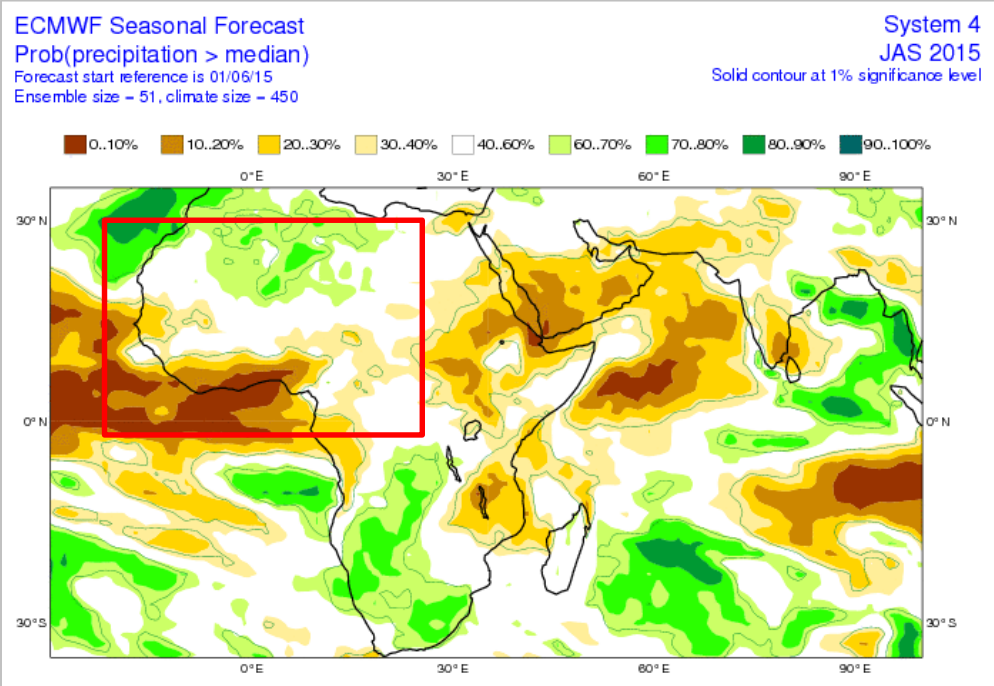 ECMWF Seasonal Forecast
System 4
Prob(precipitation > median)
JAS 2015
Forecast start reference is 01/06/15
Solid contour at 1% significance level
Ensemble size = 51, climate size = 450
0..10% 10..20% 20..30% 30..40% 40..60% 60..70% 70..80% 80..90% 90..100%
0°E 30°E 60°E 90°E
30°N 30°N
0°N 0°N
30°S 30°S
0°E 30°E 60°E 90°E